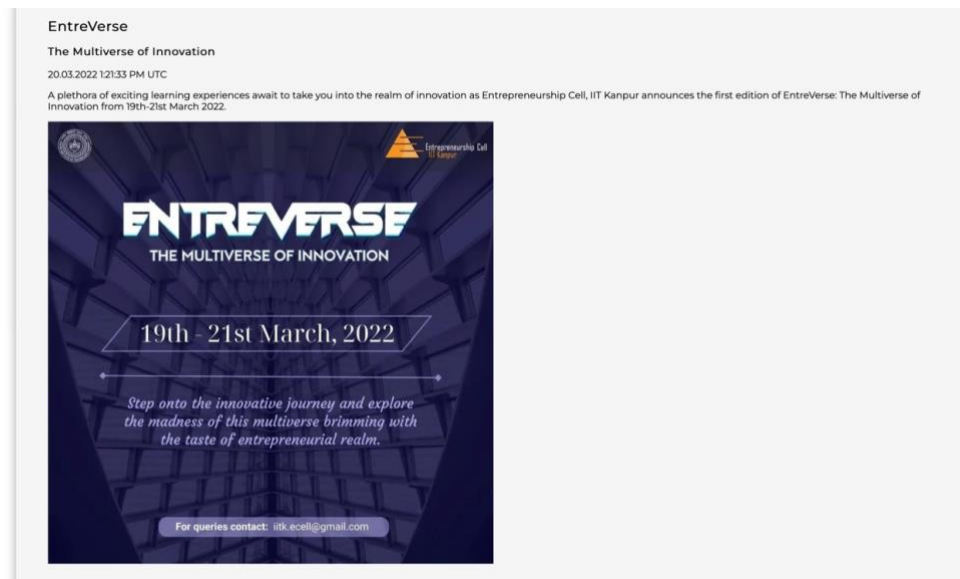 EntreVerse
The Multiverse of Innovation
20.03.2022 1:21:33 PM UTC
A plethora of exciting learning experiences await to take you into the realm of innovation as Entrepreneurship Cell, IIT Kanpur announces the first edition of EntreVerse: The Multiverse of
Innovation from 19th-21st March 2022.
Entrepreneurship Cell
IIT Kanpur
ENTREVERSE
THE MULTIVERSE OF INNOVATION
19th - 21st March, 2022
Step onto the innovative journey and explore
the madness of this multiverse brimming with
the taste of entrepreneurial realm.
For queries contact: iitk.ecell@gmail.com